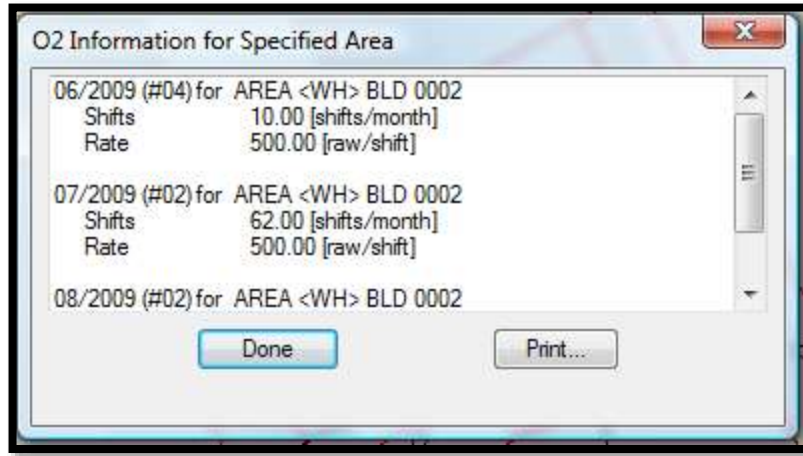 O2 Information for Specified Area
06/2009 (#04) for AREA <WH> BLD 0002
Shifts 10.00 [shifts/month]
Rate 500.00 [raw/shift]
07/2009 (#02) for AREA <WH> BLD 0002
Shifts 62.00 [shifts/month]
Rate 500.00 [raw/shift]
08/2009 (#02) for AREA <WH> BLD 0002
Done Print...